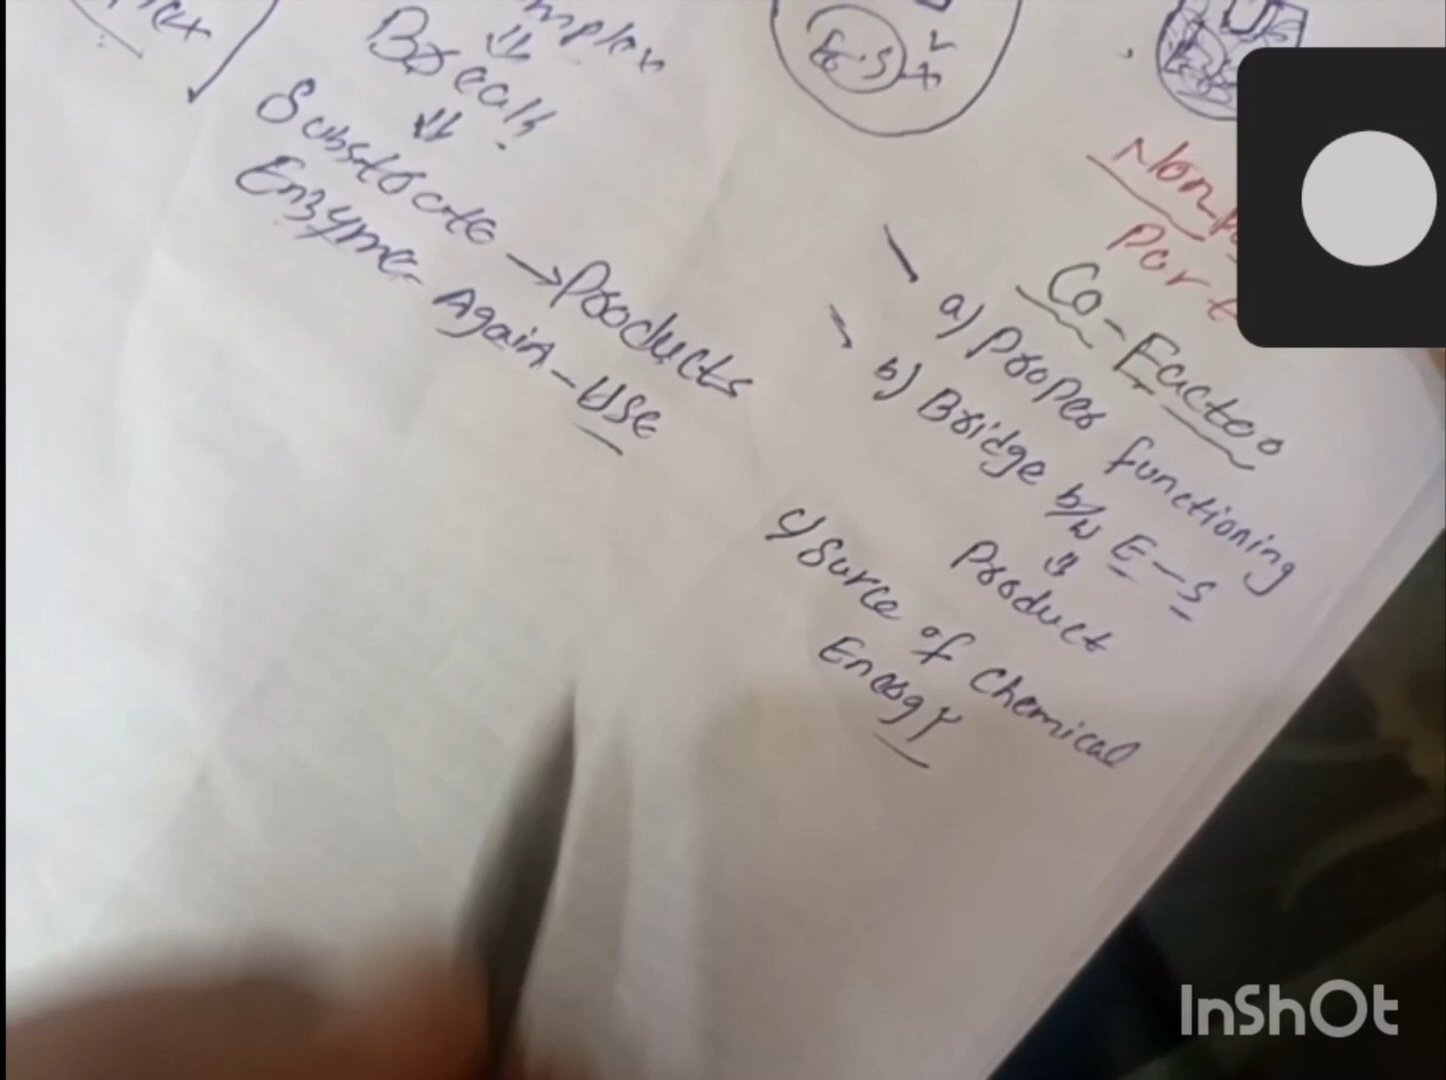 Complex
⇓
Break
⇓
Substrate → Products
Enzyme - Again - Use
E.S
Non
Part
Co-Factor
a) Proper functioning
b) Bridge b/w E - S
⇓
Product
c) Surce of Chemical
Energy
InShOt